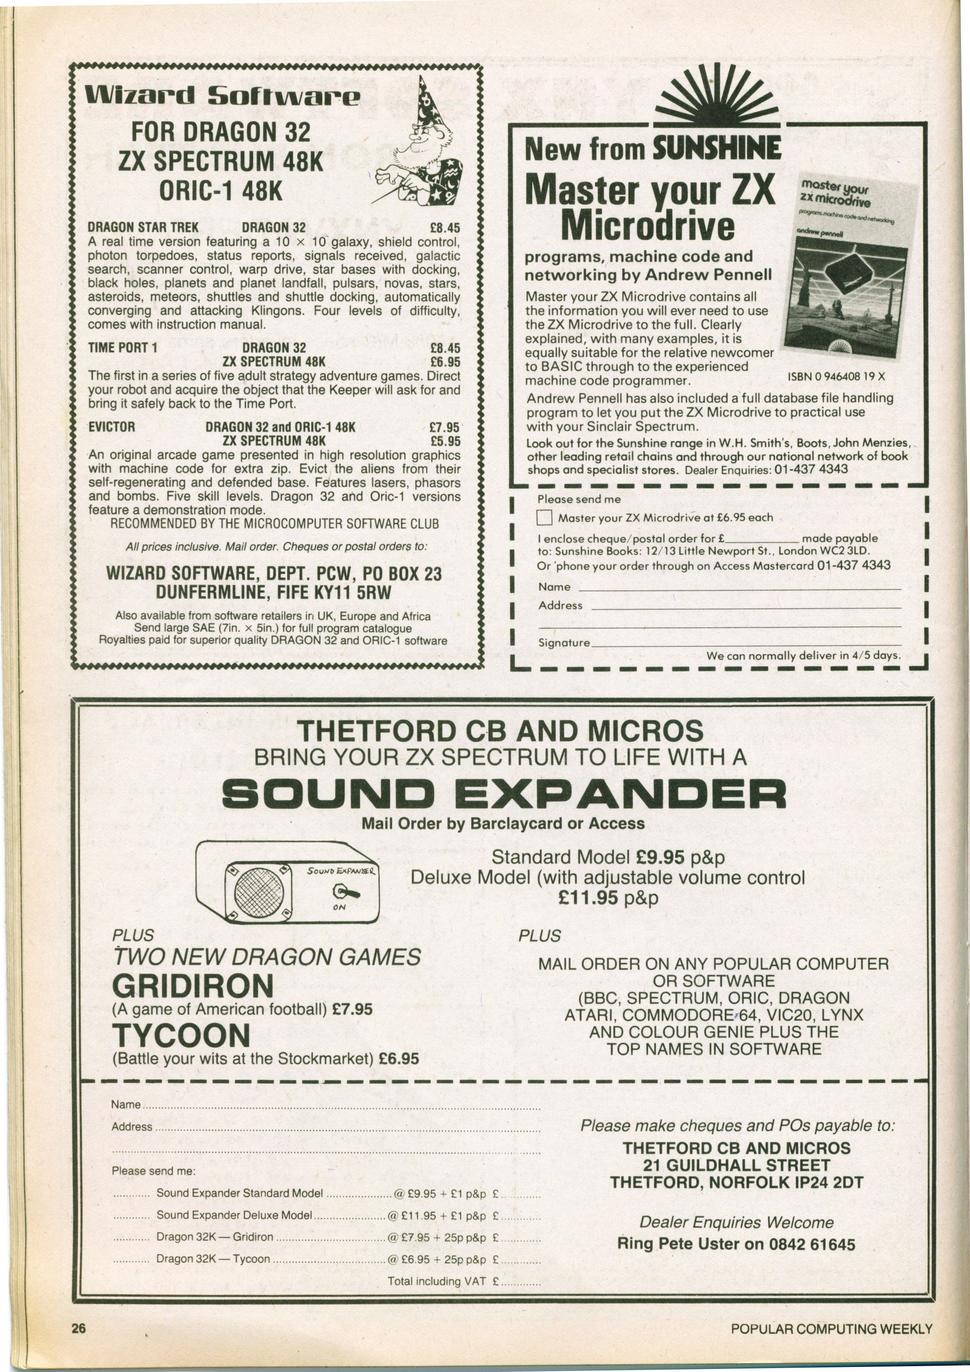 Wizard Software
FOR DRAGON 32
ZX SPECTRUM 48K
ORIC-1 48K
DRAGON STAR TREK DRAGON 32 £8.45
A real time version featuring a 10 × 10 galaxy, shield control,
photon torpedoes, status reports, signals received, galactic
search, scanner control, warp drive, star bases with docking,
black holes, planets and planet landfall, pulsars, novas, stars,
asteroids, meteors, shuttles and shuttle docking, automatically
converging and attacking Klingons. Four levels of difficulty,
comes with instruction manual.
TIME PORT 1 DRAGON 32 £8.45
ZX SPECTRUM 48K £6.95
The first in a series of five adult strategy adventure games. Direct
your robot and acquire the object that the Keeper will ask for and
bring it safely back to the Time Port.
EVICTOR DRAGON 32 and ORIC-1 48K £7.95
ZX SPECTRUM 48K £5.95
An original arcade game presented in high resolution graphics
with machine code for extra zip. Evict the aliens from their
self-regenerating and defended base. Features lasers, phasors
and bombs. Five skill levels. Dragon 32 and Oric-1 versions
feature a demonstration mode.
RECOMMENDED BY THE MICROCOMPUTER SOFTWARE CLUB
All prices inclusive. Mail order. Cheques or postal orders to:
WIZARD SOFTWARE, DEPT. PCW, PO BOX 23
DUNFERMLINE, FIFE KY11 5RW
Also available from software retailers in UK, Europe and Africa
Send large SAE (7in. × 5in.) for full program catalogue
Royalties paid for superior quality DRAGON 32 and ORIC-1 software
New from SUNSHINE
Master your ZX
Microdrive
programs, machine code and
networking by Andrew Pennell
Master your ZX Microdrive contains all
the information you will ever need to use
the ZX Microdrive to the full. Clearly
explained, with many examples, it is
equally suitable for the relative newcomer
to BASIC through to the experienced
machine code programmer.
master your
zx microdrive
programs, machine code and networking
andrew pennell
ISBN 0 946408 19 X
Andrew Pennell has also included a full database file handling
program to let you put the ZX Microdrive to practical use
with your Sinclair Spectrum.
Look out for the Sunshine range in W.H. Smith's, Boots, John Menzies,
other leading retail chains and through our national network of book
shops and specialist stores. Dealer Enquiries: 01-437 4343
Please send me
Master your ZX Microdrive at £6.95 each
I enclose cheque/postal order for £ made payable
to: Sunshine Books: 12/13 Little Newport St., London WC2 3LD.
Or 'phone your order through on Access Mastercard 01-437 4343
Name
Address
Signature
We can normally deliver in 4/5 days.
THETFORD CB AND MICROS
BRING YOUR ZX SPECTRUM TO LIFE WITH A
SOUND EXPANDER
Mail Order by Barclaycard or Access
SOUND EXPANDER
ON
Standard Model £9.95 p&p
Deluxe Model (with adjustable volume control
£11.95 p&p
PLUS
TWO NEW DRAGON GAMES
GRIDIRON
(A game of American football) £7.95
TYCOON
(Battle your wits at the Stockmarket) £6.95
PLUS
MAIL ORDER ON ANY POPULAR COMPUTER
OR SOFTWARE
(BBC, SPECTRUM, ORIC, DRAGON
ATARI, COMMODORE 64, VIC20, LYNX
AND COLOUR GENIE PLUS THE
TOP NAMES IN SOFTWARE
Name
Address
Please send me:
Sound Expander Standard Model @ £9.95 + £1 p&p £
Sound Expander Deluxe Model @ £11.95 + £1 p&p £
Dragon 32K — Gridiron @ £7.95 + 25p p&p £
Dragon 32K — Tycoon @ £6.95 + 25p p&p £
Total including VAT £
Please make cheques and POs payable to:
THETFORD CB AND MICROS
21 GUILDHALL STREET
THETFORD, NORFOLK IP24 2DT
Dealer Enquiries Welcome
Ring Pete Uster on 0842 61645
26
POPULAR COMPUTING WEEKLY